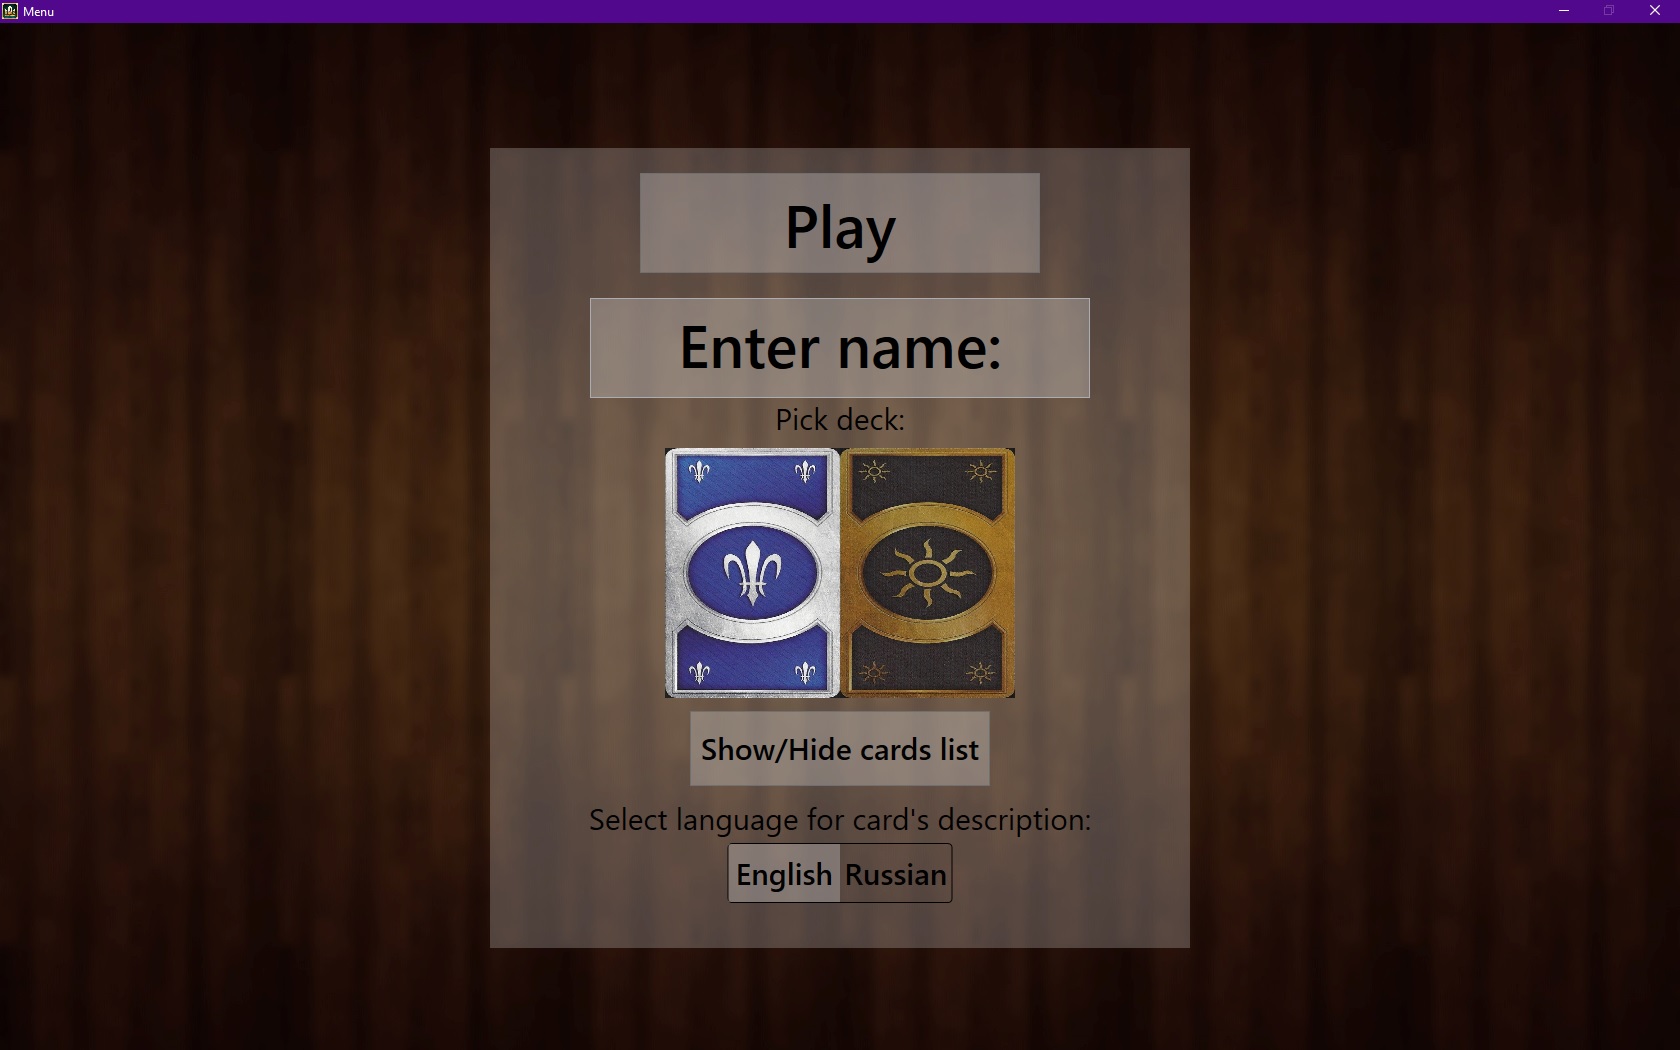 Menu
Play
Enter name:
Pick deck:
Show/Hide cards list
Select language for card's description:
English Russian